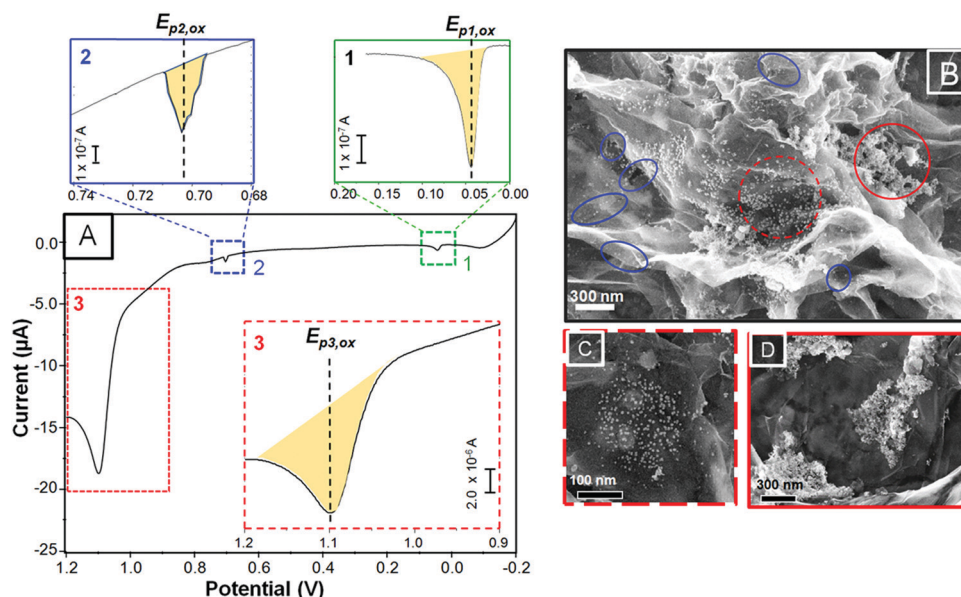 E_p2,ox
E_p1,ox
2
1
1 x 10^-7 A
1 x 10^-7 A
0.74 0.72 0.70 0.68
0.20 0.15 0.10 0.05 0.00
A
2
1
3
3
E_p3,ox
2.0 x 10^-6 A
1.2 1.1 1.0 0.9
0.0
-5.0
-10
-15
-20
-25
Current (μA)
1.2 1.0 0.8 0.6 0.4 0.2 0.0 -0.2
Potential (V)
B
300 nm
C
100 nm
D
300 nm